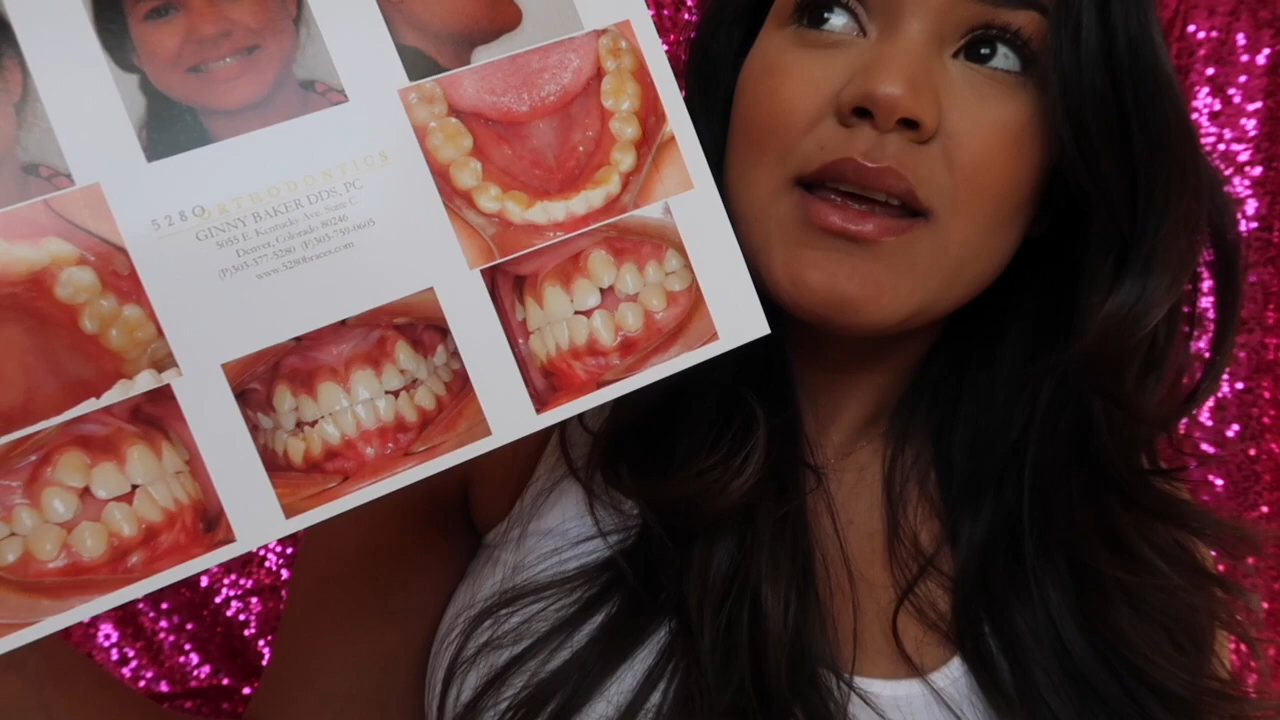 5280 ORTHODONTICS
GINNY BAKER DDS, PC
5055 E. Kentucky Ave. Suite C
Denver, Colorado 80246
(P)303-377-5280 (F)303-759-0605
www.5280braces.com